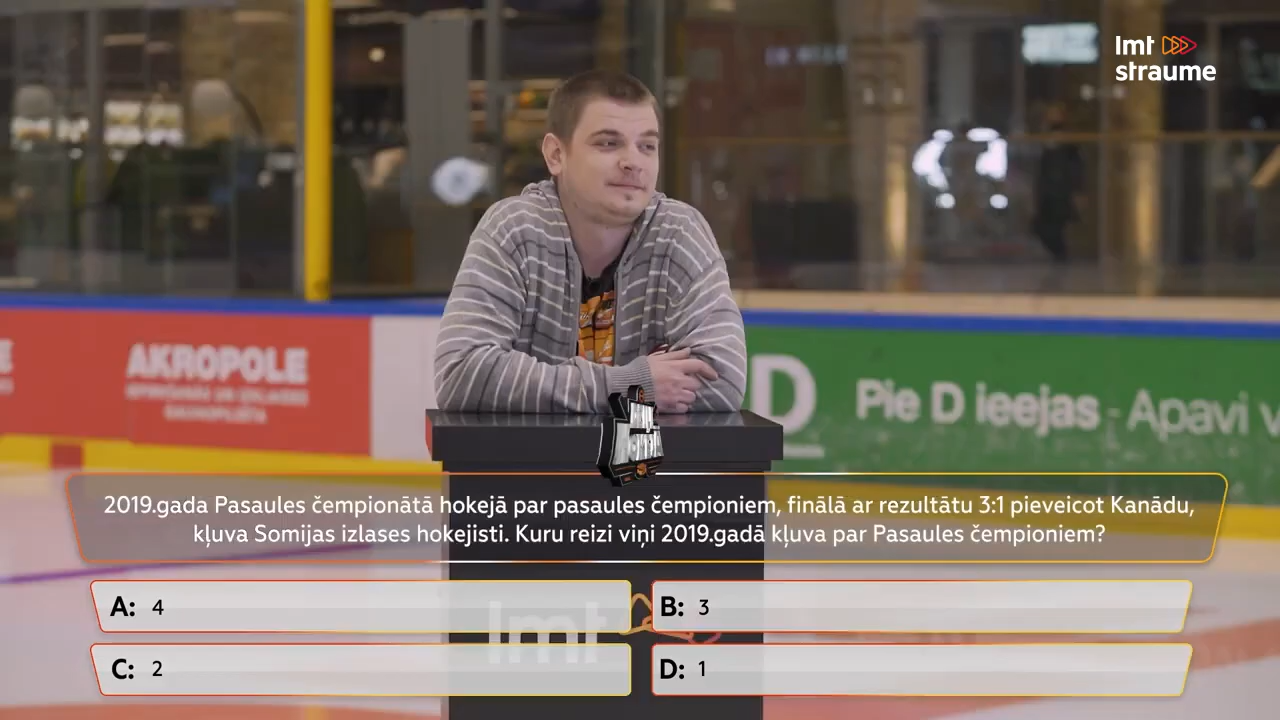 lmt
straume
AKROPOLE
D
Pie D ieejas - Apavi v
2019.gada Pasaules čempionātā hokejā par pasaules čempioniem, finālā ar rezultātu 3:1 pieveicot Kanādu,
kļuva Somijas izlases hokejisti. Kuru reizi viņi 2019.gadā kļuva par Pasaules čempioniem?
A: 4
B: 3
C: 2
D: 1
lmt